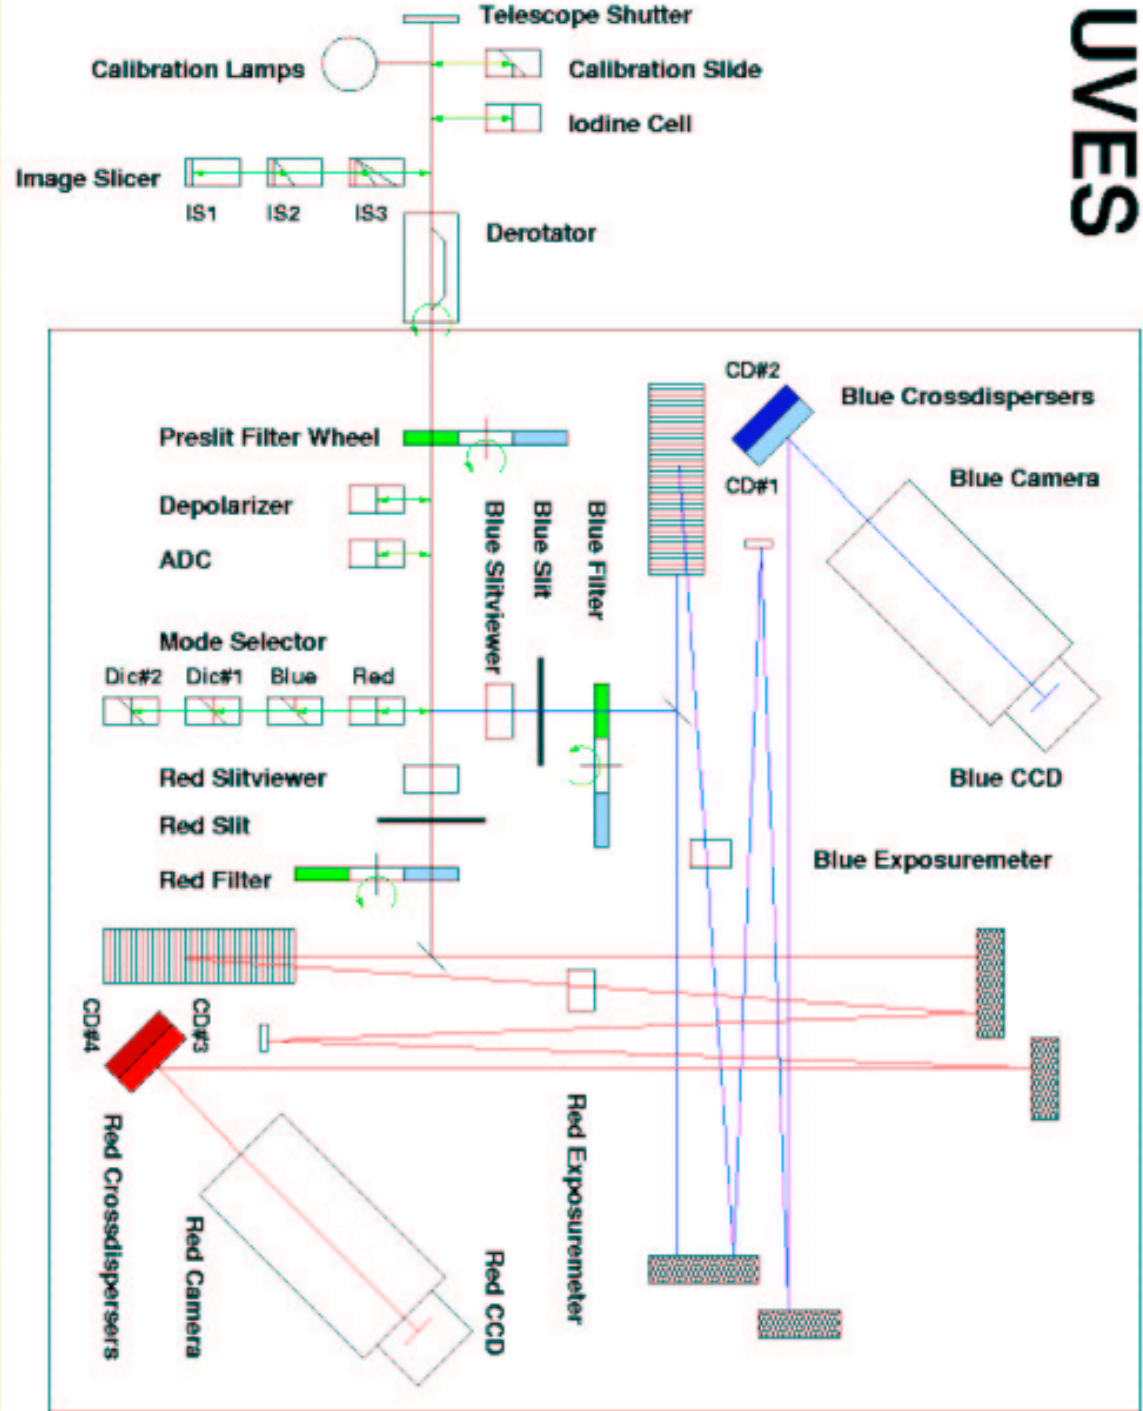 UVES
Telescope Shutter
Calibration Lamps
Calibration Slide
Iodine Cell
Image Slicer
IS1
IS2
IS3
Derotator
CD#2
Blue Crossdispersers
Preslit Filter Wheel
Blue Camera
CD#1
Depolarizer
Blue Slitviewer
Blue Slit
Blue Filter
ADC
Mode Selector
Dic#2
Dic#1
Blue
Red
Red Slitviewer
Blue CCD
Red Slit
Blue Exposuremeter
Red Filter
CD#4
CD#3
Red Crossdispersers
Red Camera
Red CCD
Red Exposuremeter